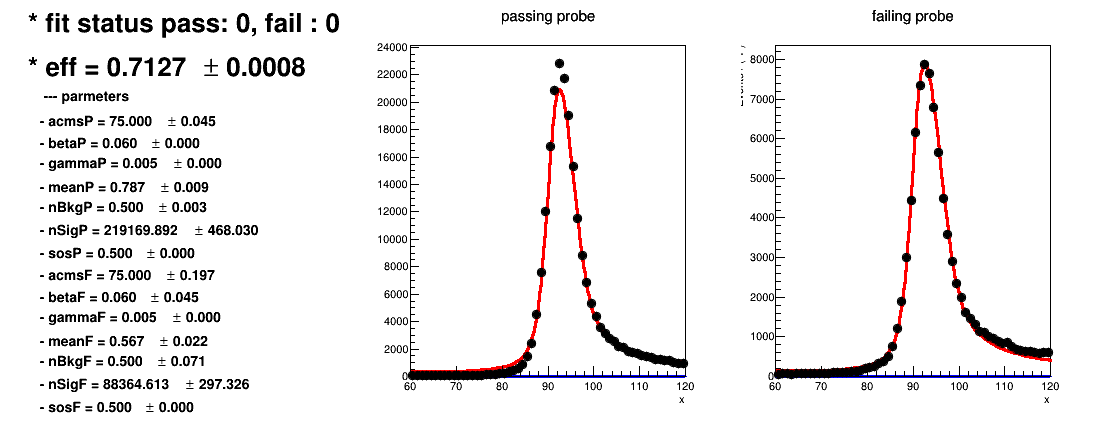 * fit status pass: 0, fail : 0
* eff = 0.7127 ± 0.0008
--- parmeters
- acmsP = 75.000 ± 0.045
- betaP = 0.060 ± 0.000
- gammaP = 0.005 ± 0.000
- meanP = 0.787 ± 0.009
- nBkgP = 0.500 ± 0.003
- nSigP = 219169.892 ± 468.030
- sosP = 0.500 ± 0.000
- acmsF = 75.000 ± 0.197
- betaF = 0.060 ± 0.045
- gammaF = 0.005 ± 0.000
- meanF = 0.567 ± 0.022
- nBkgF = 0.500 ± 0.071
- nSigF = 88364.613 ± 297.326
- sosF = 0.500 ± 0.000
passing probe
24000
22000
20000
18000
16000
14000
12000
10000
8000
6000
4000
2000
0
60 70 80 90 100 110 120
x
failing probe
8000
7000
6000
5000
4000
3000
2000
1000
0
60 70 80 90 100 110 120
x